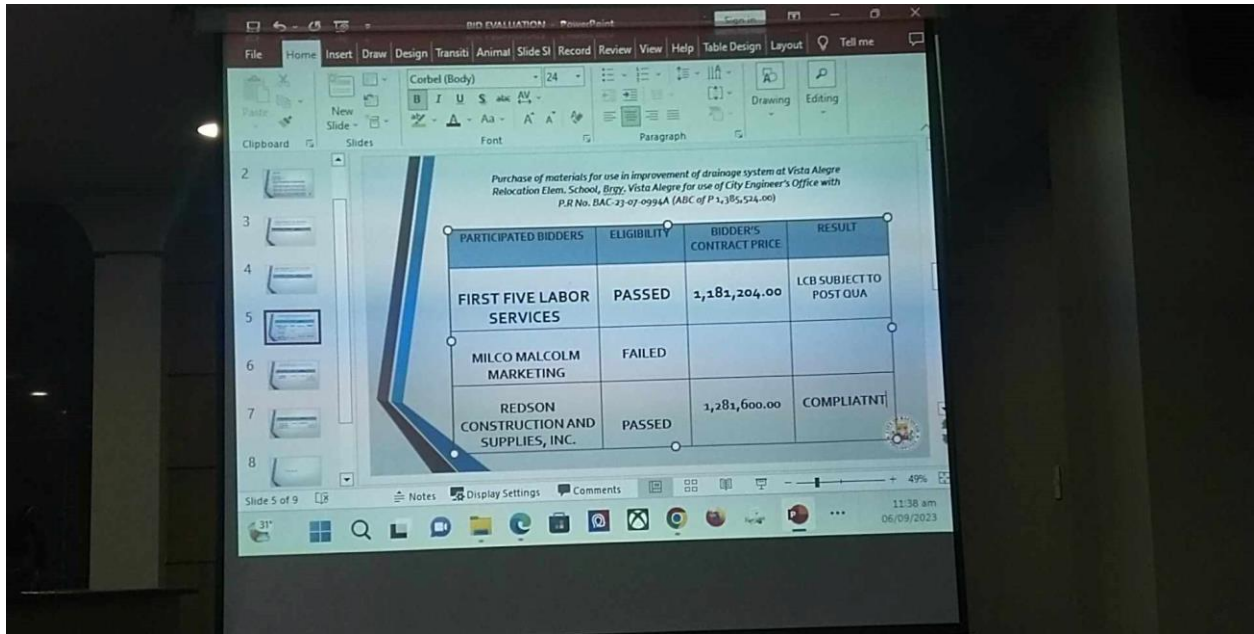 BID EVALUATION - PowerPoint
Sign in
File Home Insert Draw Design Transiti Animat Slide Sl Record Review View Help Table Design Layout Tell me
Paste
New
Slide
Corbel (Body) 24
B I U S abc AV
Aa A A
Drawing Editing
Clipboard Slides Font Paragraph
2
3
4
5
6
7
8
Purchase of materials for use in improvement of drainage system at Vista Alegre
Relocation Elem. School, Brgy. Vista Alegre for use of City Engineer's Office with
P.R No. BAC-23-07-0994A (ABC of P 1,385,524.00)
PARTICIPATED BIDDERS ELIGIBILITY BIDDER'S
CONTRACT PRICE RESULT
FIRST FIVE LABOR
SERVICES PASSED 1,181,204.00 LCB SUBJECT TO
POST QUA
MILCO MALCOLM
MARKETING FAILED
REDSON
CONSTRUCTION AND
SUPPLIES, INC. PASSED 1,281,600.00 COMPLIATNT
Slide 5 of 9 Notes Display Settings Comments 49%
31°
11:38 am
06/09/2023